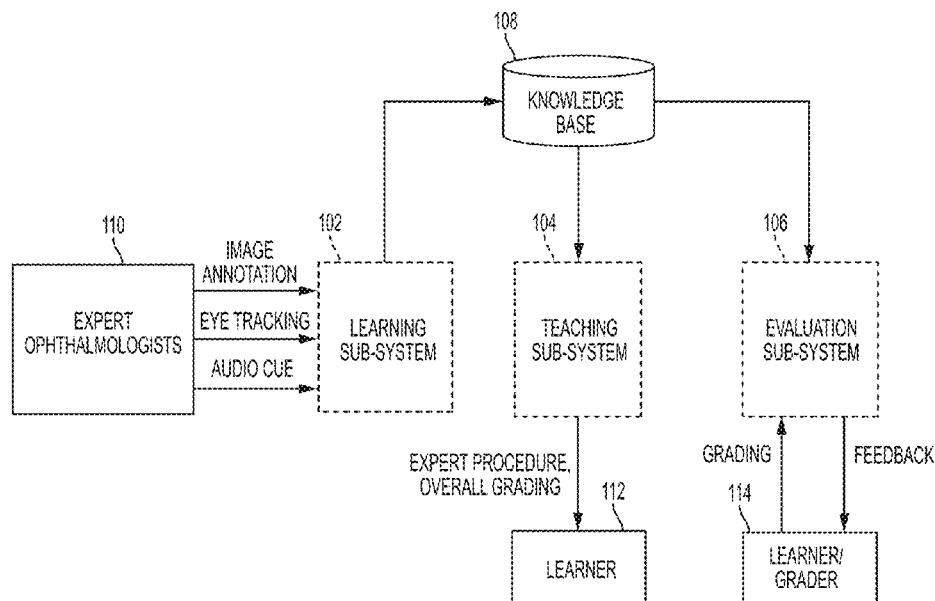 108
KNOWLEDGE
BASE
110
102
104
106
IMAGE
ANNOTATION
EXPERT
OPHTHALMOLOGISTS
EYE TRACKING
AUDIO CUE
LEARNING
SUB-SYSTEM
TEACHING
SUB-SYSTEM
EVALUATION
SUB-SYSTEM
EXPERT PROCEDURE,
OVERALL GRADING
GRADING
FEEDBACK
112
114
LEARNER
LEARNER/
GRADER